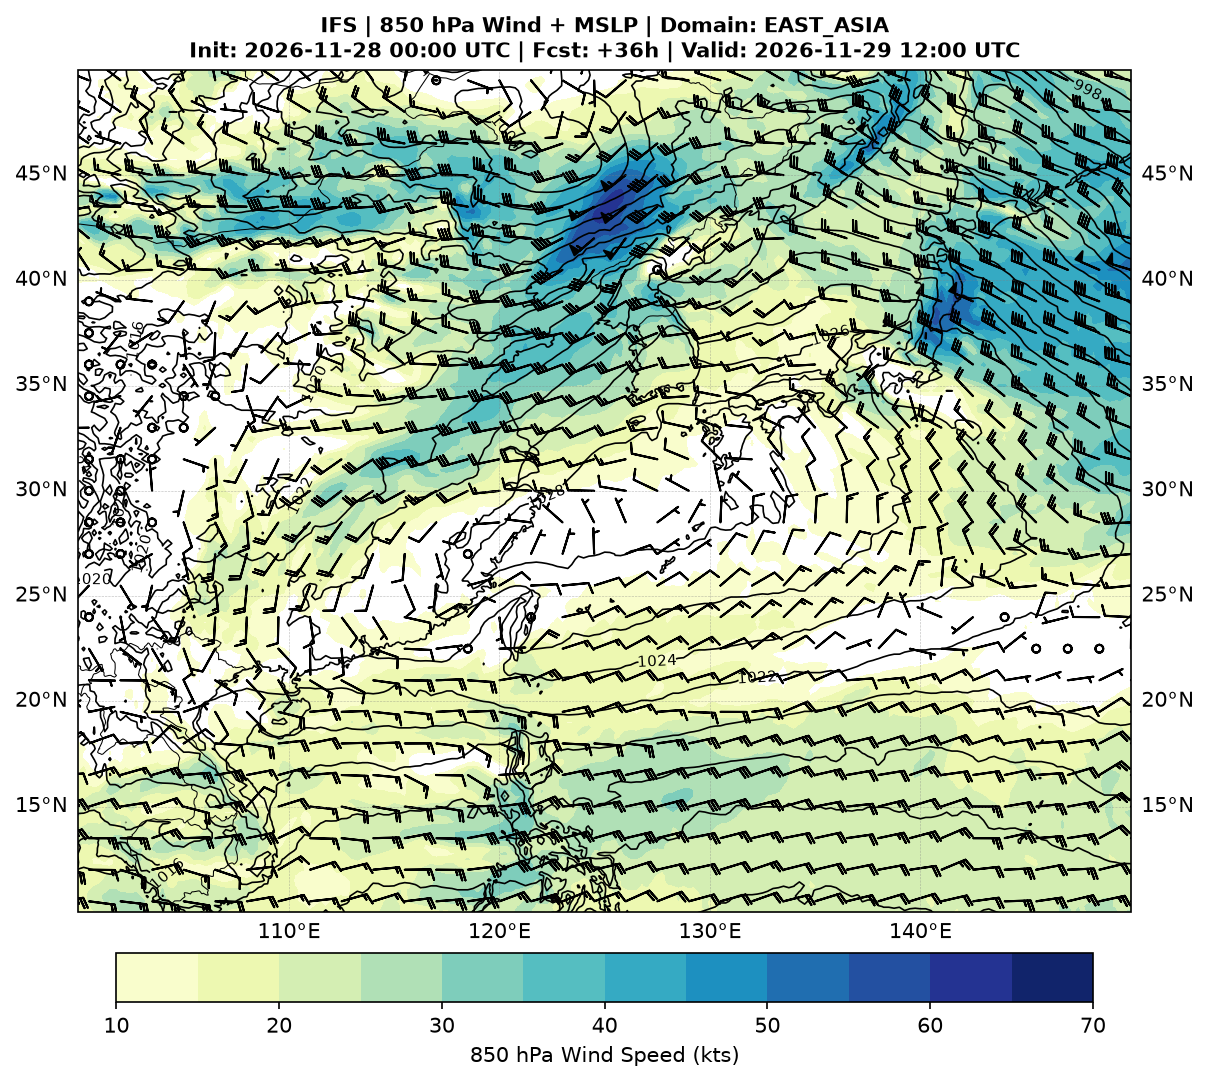 IFS | 850 hPa Wind + MSLP | Domain: EAST_ASIA
Init: 2026-11-28 00:00 UTC | Fcst: +36h | Valid: 2026-11-29 12:00 UTC
998
45°N 45°N
40°N 40°N
1026
35°N 35°N
1022 1028
30°N 30°N
1020
25°N 25°N
1024
1022
20°N 20°N
15°N 15°N
1016
110°E 120°E 130°E 140°E
10 20 30 40 50 60 70
850 hPa Wind Speed (kts)